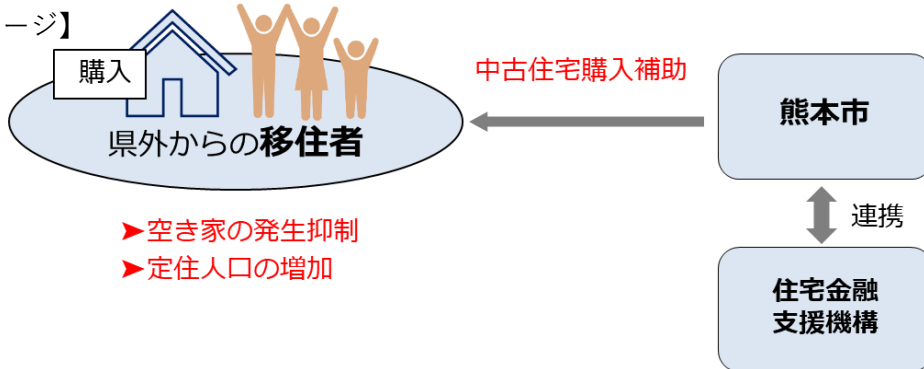 ージ】
購入
県外からの移住者
中古住宅購入補助
熊本市
➤空き家の発生抑制
➤定住人口の増加
連携
住宅金融
支援機構